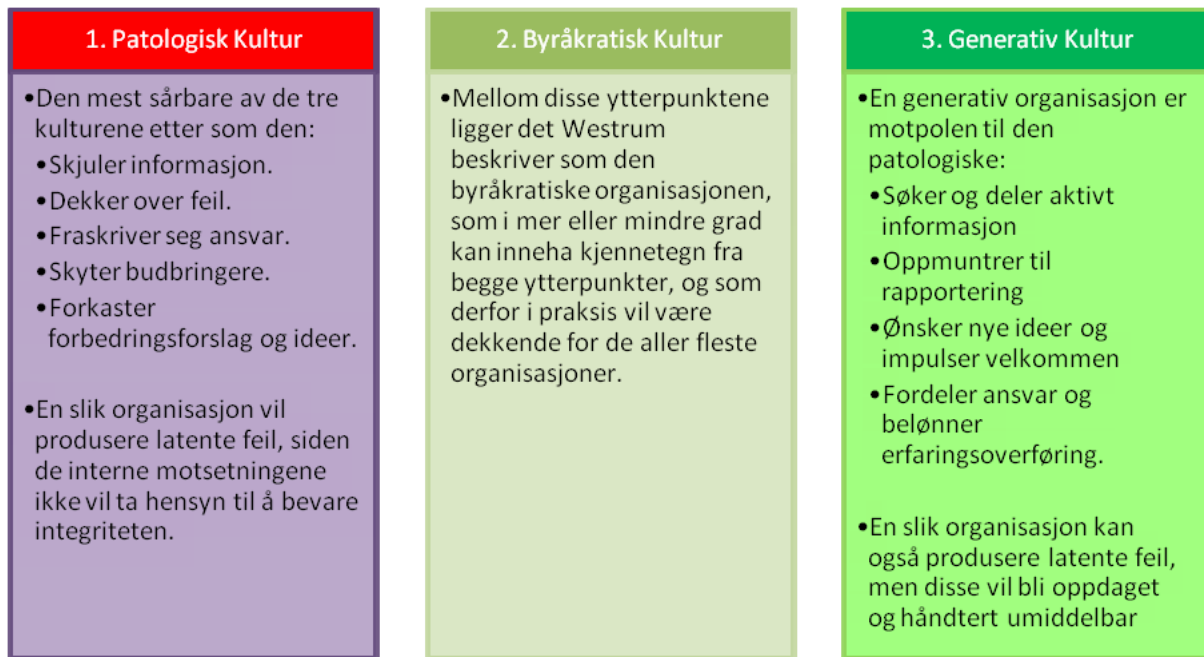 1. Patologisk Kultur
•Den mest sårbare av de tre
kulturene etter som den:
•Skjuler informasjon.
•Dekker over feil.
•Fraskriver seg ansvar.
•Skyter budbringere.
•Forkaster
forbedringsforslag og ideer.
•En slik organisasjon vil
produsere latente feil, siden
de interne motsetningene
ikke vil ta hensyn til å bevare
integriteten.
2. Byråkratisk Kultur
•Mellom disse ytterpunktene
ligger det Westrum
beskriver som den
byråkratiske organisasjonen,
som i mer eller mindre grad
kan inneha kjennetegn fra
begge ytterpunkter, og som
derfor i praksis vil være
dekkende for de aller fleste
organisasjoner.
3. Generativ Kultur
•En generativ organisasjon er
motpolen til den
patologiske:
•Søker og deler aktivt
informasjon
•Oppmuntrer til
rapportering
•Ønsker nye ideer og
impulser velkommen
•Fordeler ansvar og
belønner
erfaringsoverføring.
•En slik organisasjon kan
også produsere latente feil,
men disse vil bli oppdaget
og håndtert umiddelbar